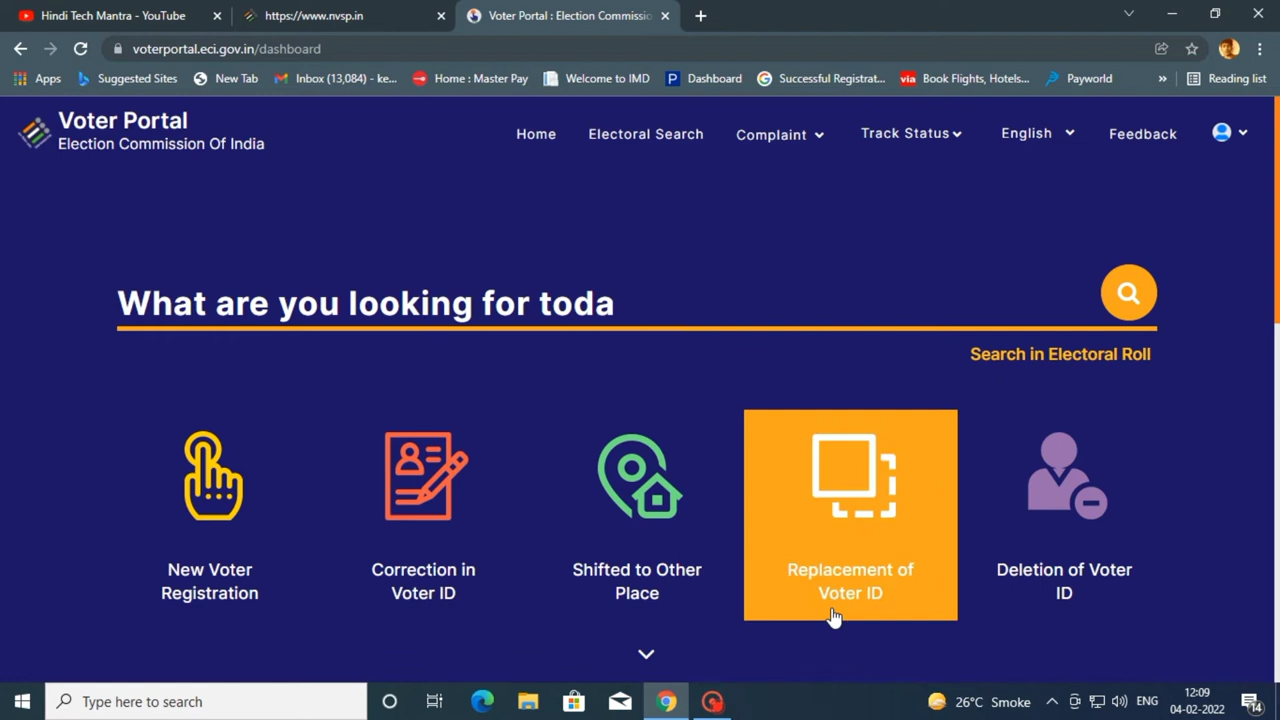 Hindi Tech Mantra - YouTube
https://www.nvsp.in
Voter Portal : Election Commissio
voterportal.eci.gov.in/dashboard
Apps
Suggested Sites
New Tab
Inbox (13,084) - ke...
Home : Master Pay
Welcome to IMD
Dashboard
Successful Registrat...
Book Flights, Hotels...
Payworld
»
Reading list
Voter Portal
Election Commission Of India
Home
Electoral Search
Complaint
Track Status
English
Feedback
What are you looking for toda
Search in Electoral Roll
New Voter
Registration
Correction in
Voter ID
Shifted to Other
Place
Replacement of
Voter ID
Deletion of Voter
ID
Type here to search
26°C Smoke
ENG
12:09
04-02-2022
14